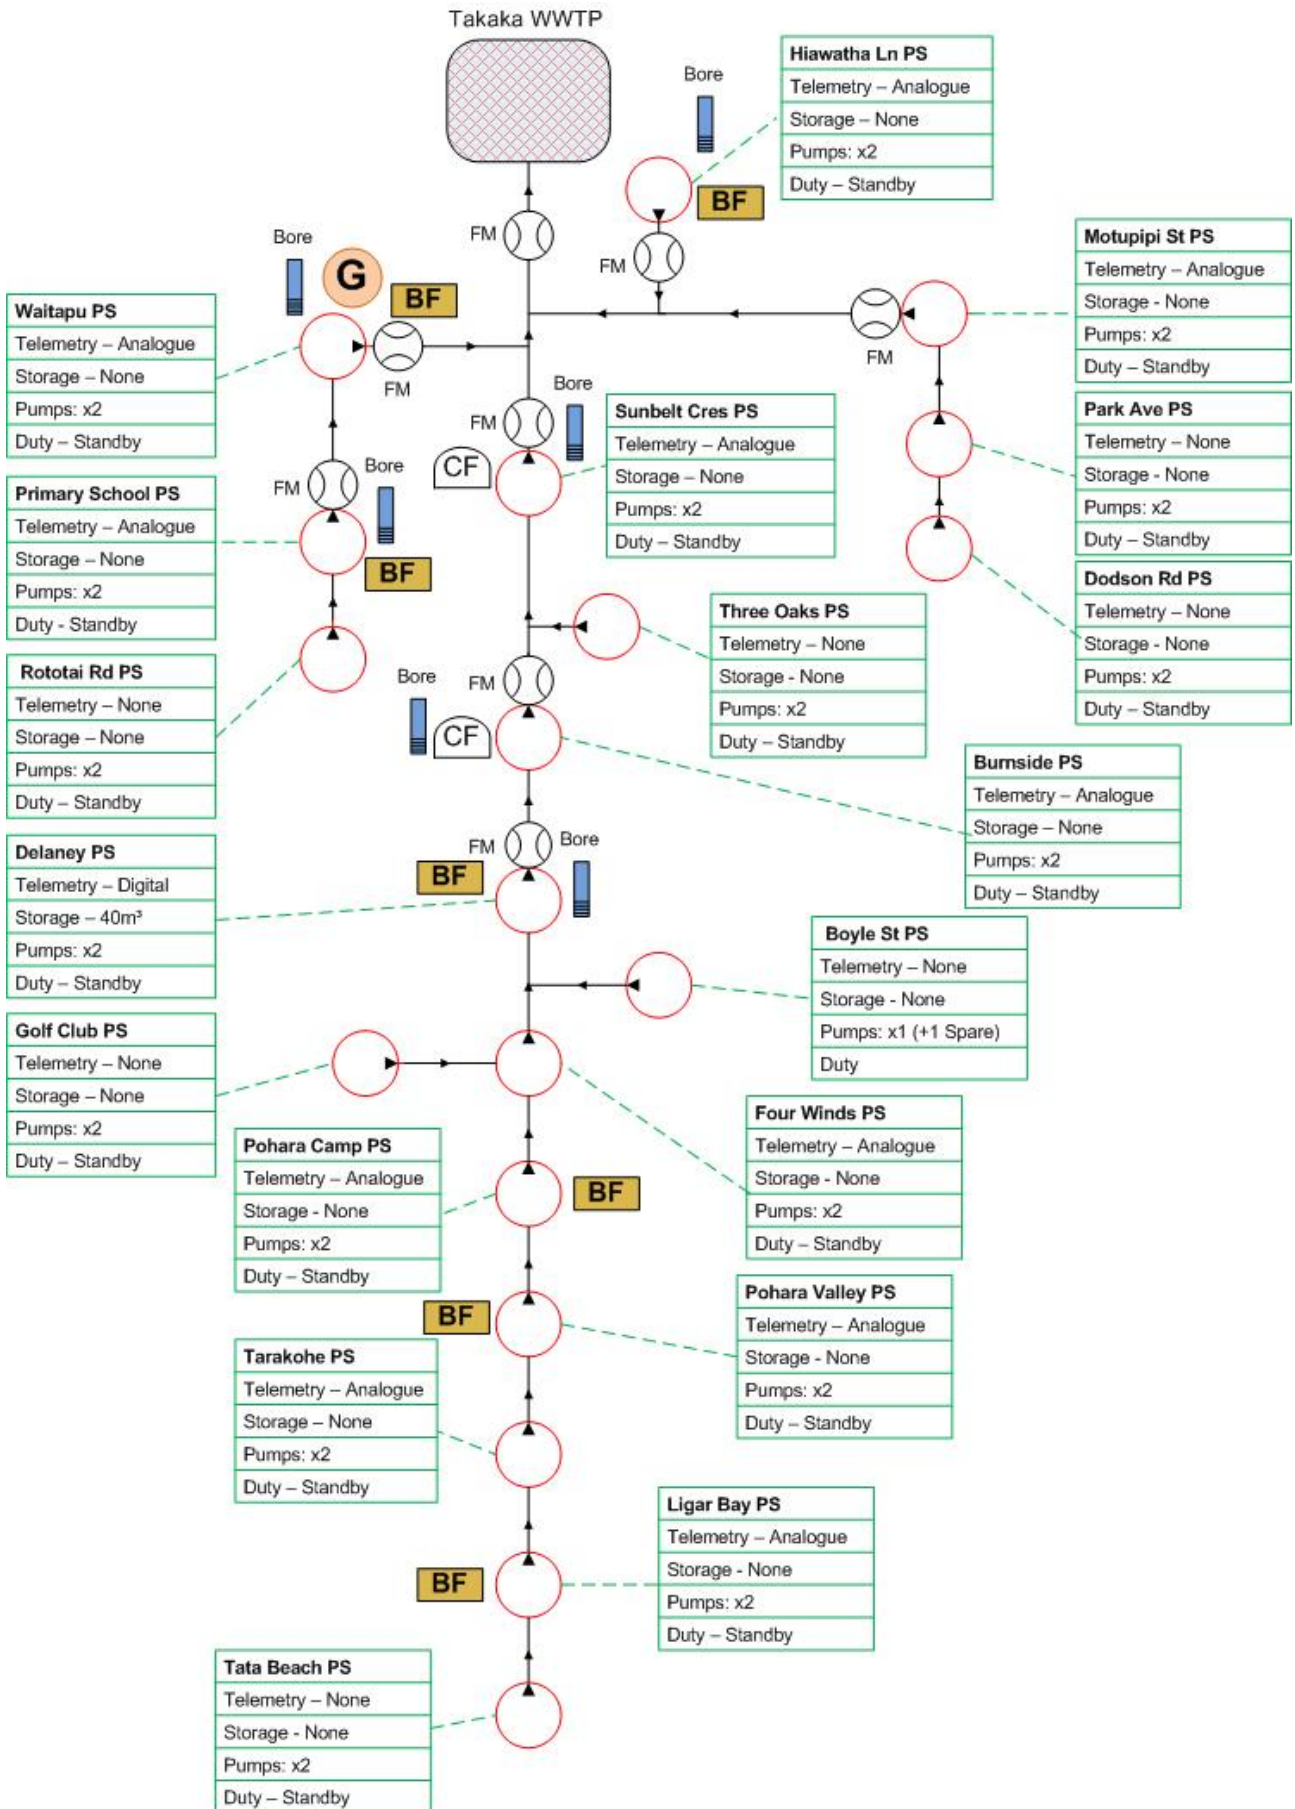 Takaka WWTP
Hiawatha Ln PS
Telemetry – Analogue
Storage – None
Pumps: x2
Duty – Standby
Bore
BF
FM
FM
Motupipi St PS
Telemetry – Analogue
Storage - None
Pumps: x2
Duty – Standby
FM
Bore
G
BF
FM
Waitapu PS
Telemetry – Analogue
Storage – None
Pumps: x2
Duty – Standby
Bore
FM
CF
Sunbelt Cres PS
Telemetry – Analogue
Storage – None
Pumps: x2
Duty – Standby
Park Ave PS
Telemetry – None
Storage - None
Pumps: x2
Duty – Standby
Primary School PS
Telemetry – Analogue
Storage – None
Pumps: x2
Duty - Standby
FM
Bore
BF
Dodson Rd PS
Telemetry – None
Storage - None
Pumps: x2
Duty – Standby
Three Oaks PS
Telemetry – None
Storage - None
Pumps: x2
Duty – Standby
Rototai Rd PS
Telemetry – None
Storage – None
Pumps: x2
Duty – Standby
Bore
FM
CF
Burnside PS
Telemetry – Analogue
Storage – None
Pumps: x2
Duty – Standby
Delaney PS
Telemetry – Digital
Storage – 40m³
Pumps: x2
Duty – Standby
FM
Bore
BF
Boyle St PS
Telemetry – None
Storage - None
Pumps: x1 (+1 Spare)
Duty
Golf Club PS
Telemetry – None
Storage – None
Pumps: x2
Duty – Standby
Four Winds PS
Telemetry – Analogue
Storage - None
Pumps: x2
Duty – Standby
Pohara Camp PS
Telemetry – Analogue
Storage - None
Pumps: x2
Duty – Standby
BF
Pohara Valley PS
Telemetry – Analogue
Storage - None
Pumps: x2
Duty – Standby
BF
Tarakohe PS
Telemetry – Analogue
Storage – None
Pumps: x2
Duty – Standby
Ligar Bay PS
Telemetry – Analogue
Storage - None
Pumps: x2
Duty – Standby
BF
Tata Beach PS
Telemetry – None
Storage - None
Pumps: x2
Duty – Standby